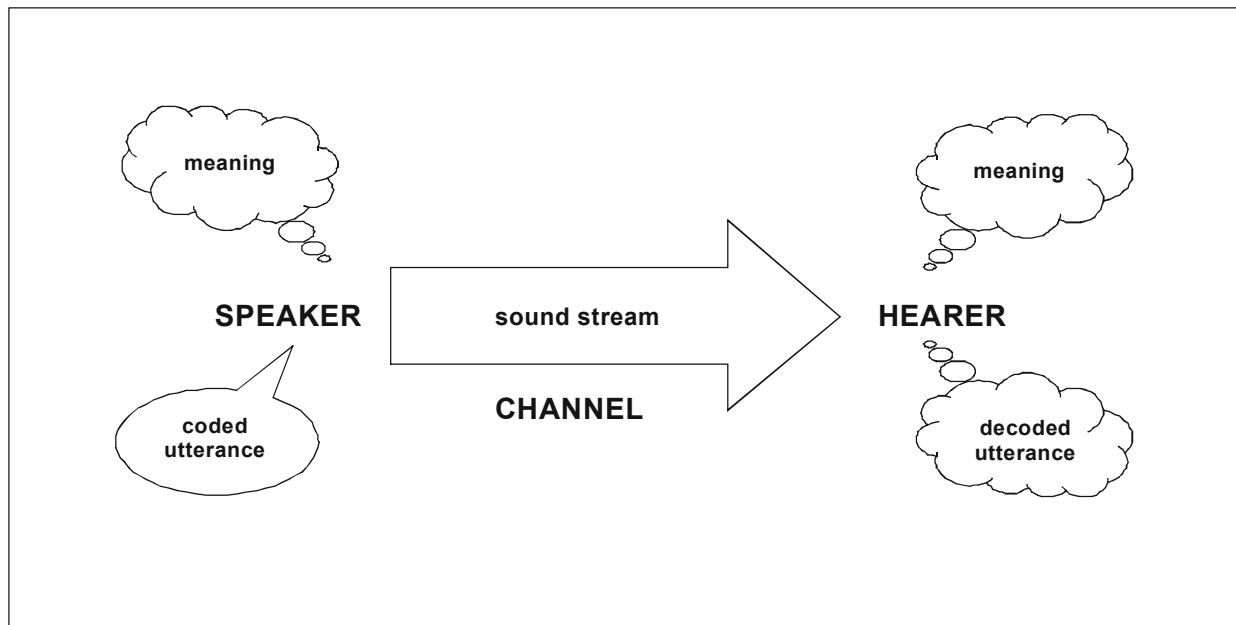 meaning
meaning
SPEAKER
sound stream
HEARER
CHANNEL
coded
utterance
decoded
utterance